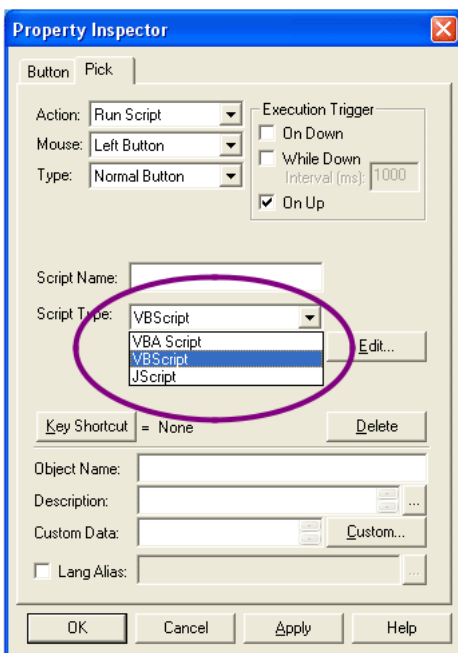 Property Inspector
Button Pick
Action: Run Script
Execution Trigger
On Down
Mouse: Left Button
While Down
Interval (ms): 1000
Type: Normal Button
On Up
Script Name:
Script Type: VBScript
VBA Script
VBScript
JScript
Edit...
Key Shortcut = None
Delete
Object Name:
Description:
...
Custom Data:
Custom...
Lang Alias:
...
OK Cancel Apply Help